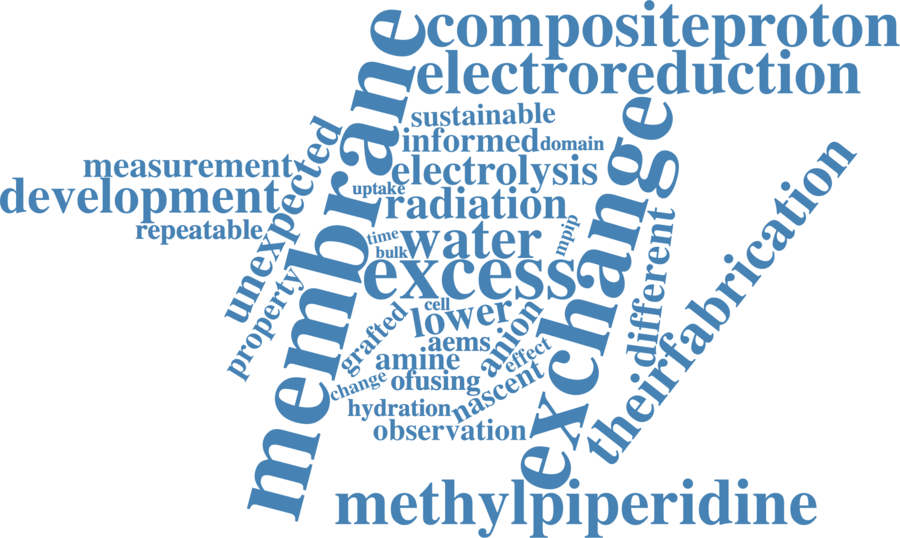 compositeproton
membrane
electroreduction
exchange
sustainable
informed
domain
unexpected
theirfabrication
measurement
electrolysis
development
uptake
radiation
repeatable
different
mpip
time
water
bulk
excess
property
cell
lower
anion
grafted
aems
effect
amine
change
ofusing
nascent
hydration
observation
methylpiperidine